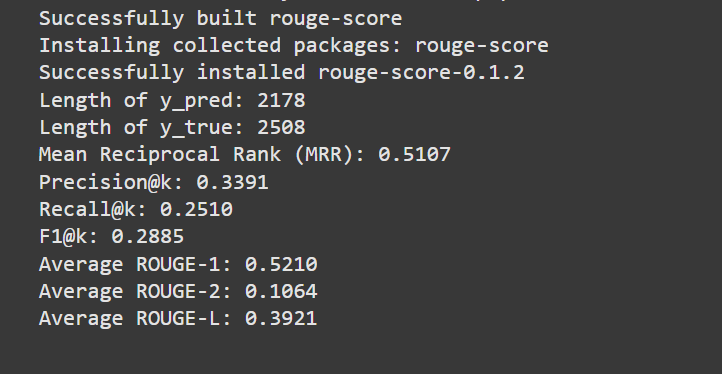 Successfully built rouge-score
Installing collected packages: rouge-score
Successfully installed rouge-score-0.1.2
Length of y_pred: 2178
Length of y_true: 2508
Mean Reciprocal Rank (MRR): 0.5107
Precision@k: 0.3391
Recall@k: 0.2510
F1@k: 0.2885
Average ROUGE-1: 0.5210
Average ROUGE-2: 0.1064
Average ROUGE-L: 0.3921